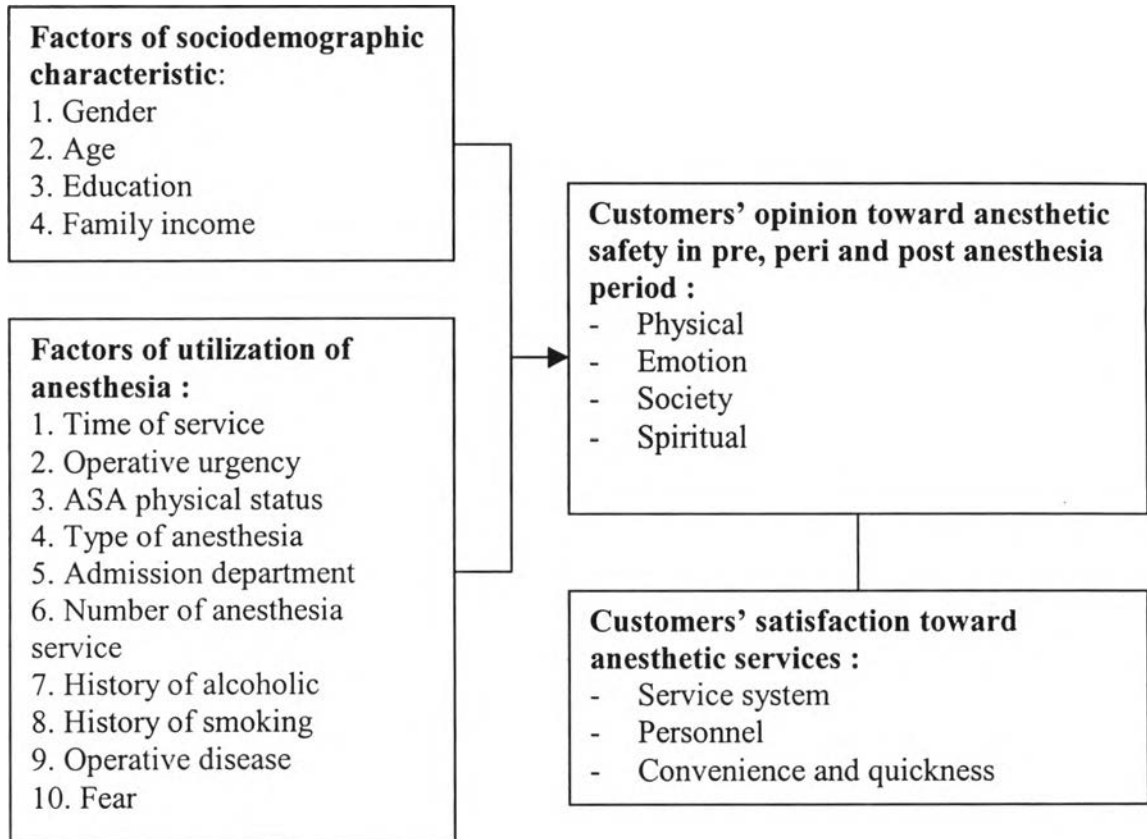 Factors of sociodemographic
characteristic:
1. Gender
2. Age
3. Education
4. Family income
Factors of utilization of
anesthesia :
1. Time of service
2. Operative urgency
3. ASA physical status
4. Type of anesthesia
5. Admission department
6. Number of anesthesia
service
7. History of alcoholic
8. History of smoking
9. Operative disease
10. Fear
Customers' opinion toward anesthetic
safety in pre, peri and post anesthesia
period :
- Physical
- Emotion
- Society
- Spiritual
Customers' satisfaction toward
anesthetic services :
- Service system
- Personnel
- Convenience and quickness